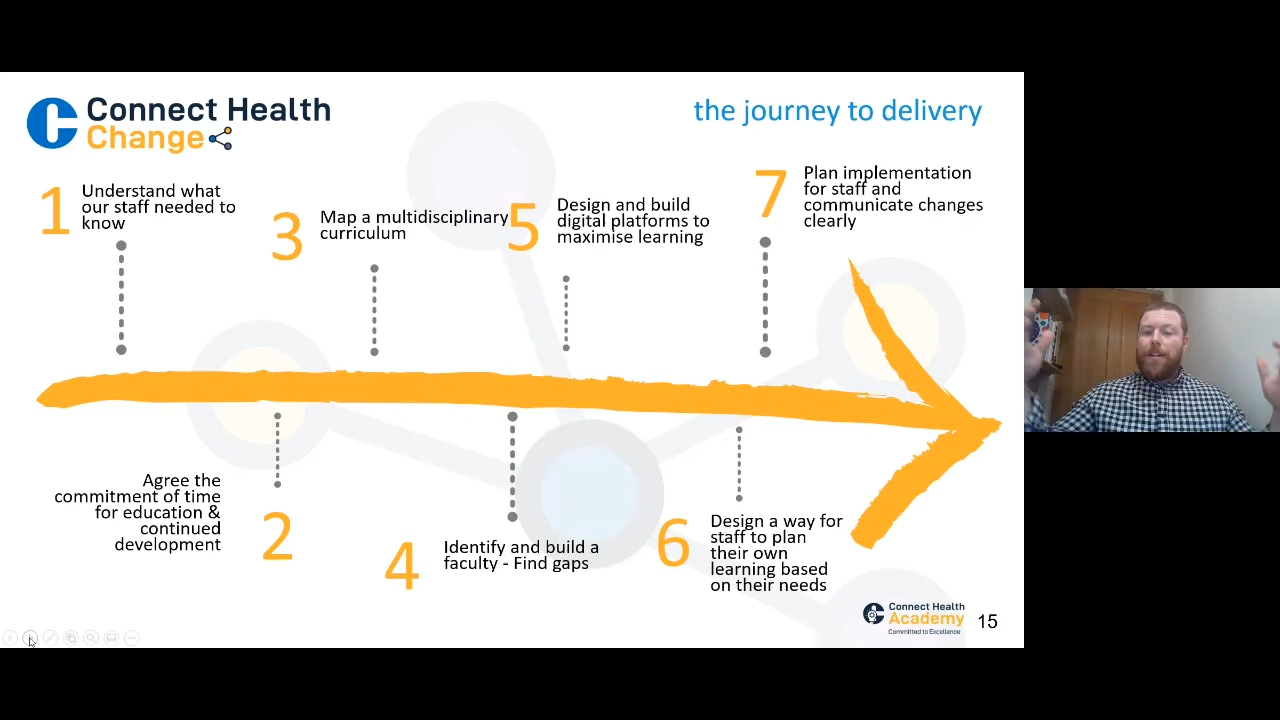 Connect Health
Change
the journey to delivery
1
Understand what
our staff needed to
know
3
Map a multidisciplinary
curriculum
5
Design and build
digital platforms to
maximise learning
7
Plan implementation
for staff and
communicate changes
clearly
Agree the
commitment of time
for education &
continued
development
2
4
Identify and build a
faculty - Find gaps
6
Design a way for
staff to plan
their own
learning based
on their needs
Connect Health
Academy
Committed to Excellence
15